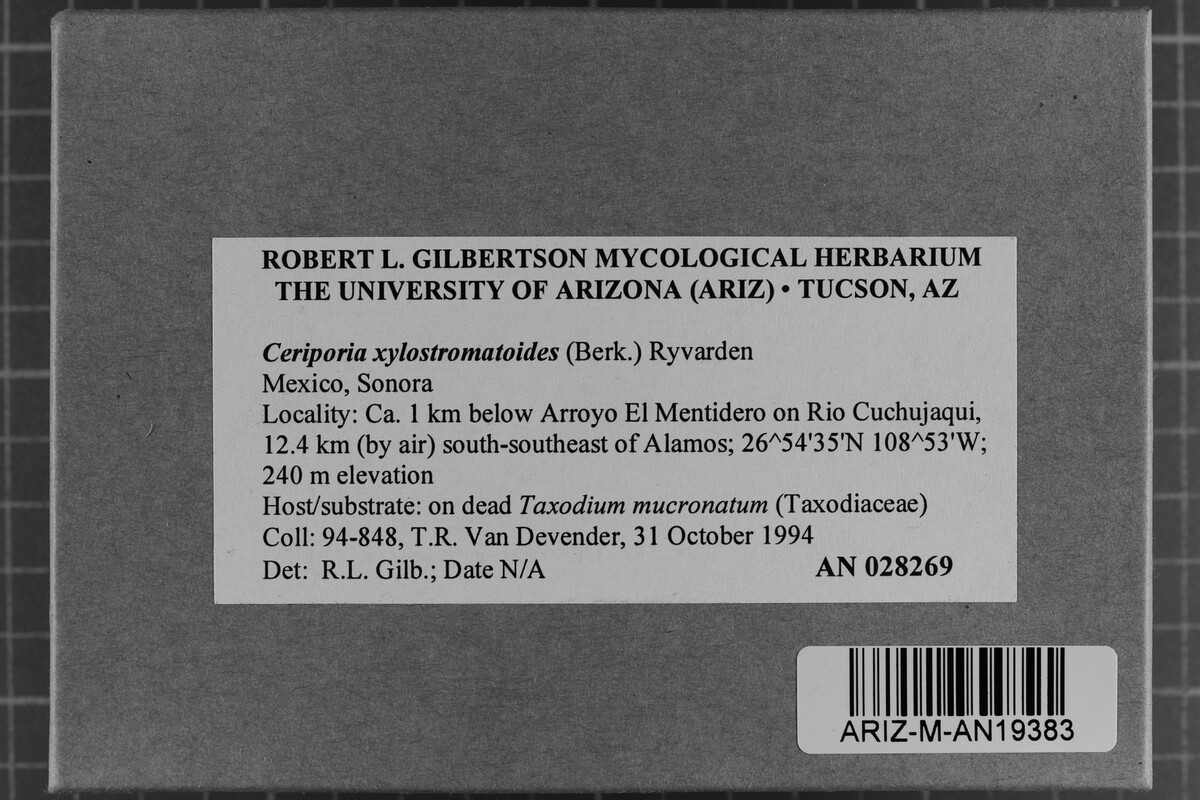 ROBERT L. GILBERTSON MYCOLOGICAL HERBARIUM
THE UNIVERSITY OF ARIZONA (ARIZ) • TUCSON, AZ
Ceriporia xylostromatoides (Berk.) Ryvarden
Mexico, Sonora
Locality: Ca. 1 km below Arroyo El Mentidero on Rio Cuchujaqui,
12.4 km (by air) south-southeast of Alamos; 26^54'35'N 108^53'W;
240 m elevation
Host/substrate: on dead Taxodium mucronatum (Taxodiaceae)
Coll: 94-848, T.R. Van Devender, 31 October 1994
Det: R.L. Gilb.; Date N/A AN 028269
ARIZ-M-AN19383